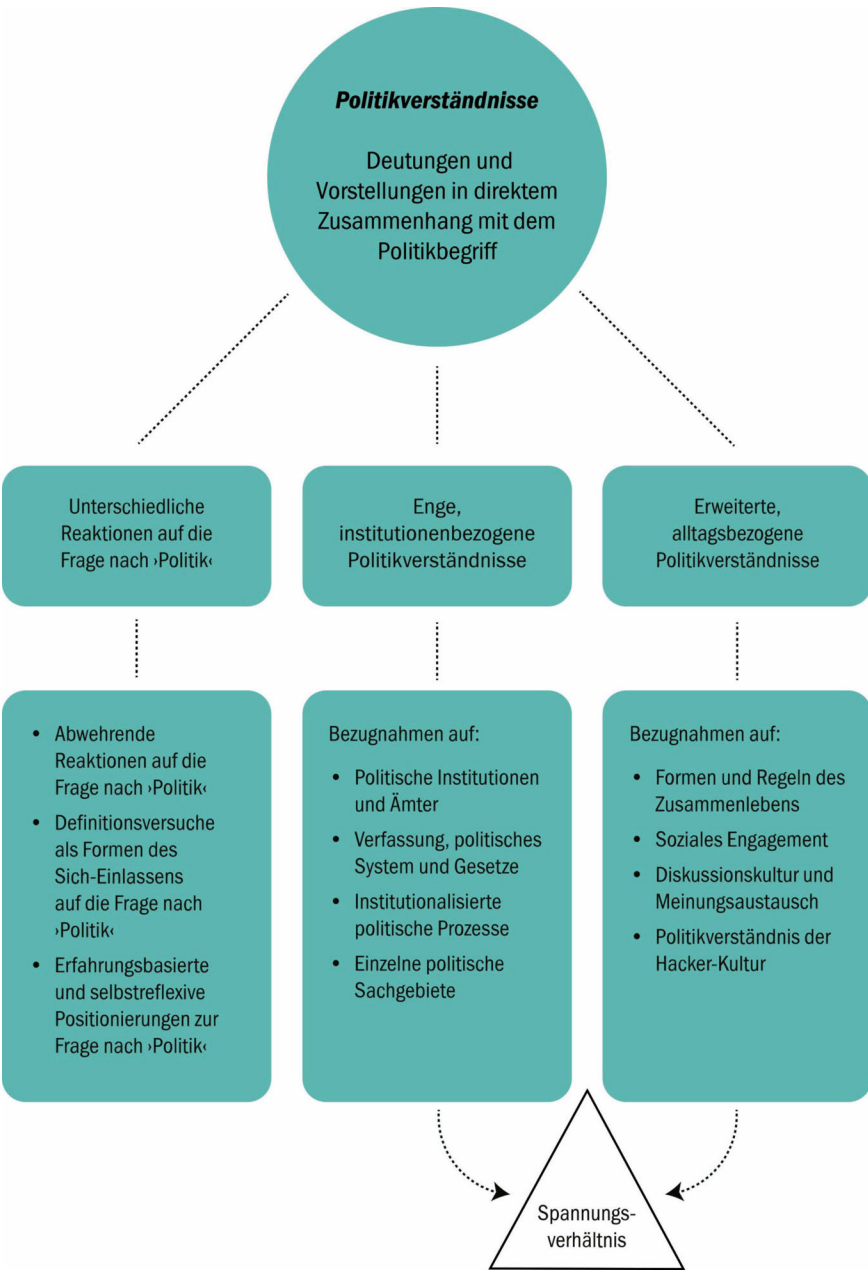 Politikverständnisse
Deutungen und
Vorstellungen in direktem
Zusammenhang mit dem
Politikbegriff
Unterschiedliche
Reaktionen auf die
Frage nach ›Politik‹
Enge,
institutionenbezogene
Politikverständnisse
Erweiterte,
alltagsbezogene
Politikverständnisse
• Abwehrende
Reaktionen auf die
Frage nach ›Politik‹
• Definitionsversuche
als Formen des
Sich-Einlassens
auf die Frage nach
›Politik‹
• Erfahrungsbasierte
und selbstreflexive
Positionierungen zur
Frage nach ›Politik‹
Bezugnahmen auf:
• Politische Institutionen
und Ämter
• Verfassung, politisches
System und Gesetze
• Institutionalisierte
politische Prozesse
• Einzelne politische
Sachgebiete
Bezugnahmen auf:
• Formen und Regeln des
Zusammenlebens
• Soziales Engagement
• Diskussionskultur und
Meinungsaustausch
• Politikverständnis der
Hacker-Kultur
Spannungs-
verhältnis